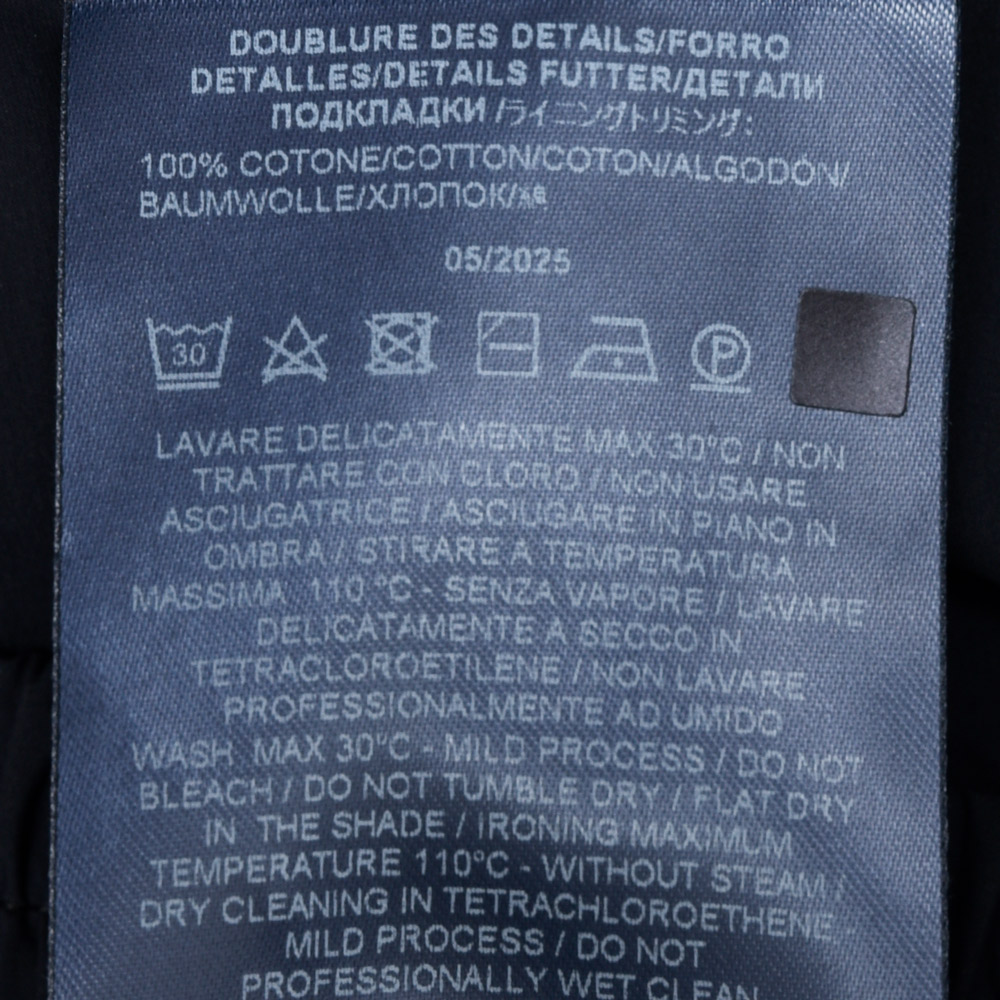 DOUBLURE DES DETAILS/FORRO
DETALLES/DETAILS FUTTER/ДЕТАЛИ
ПОДКЛАДКИ /ライニングトリミング:
100% COTONE/COTTON/COTON/ALGODÓN/
BAUMWOLLE/ХЛОПОК/綿
05/2025
30
P
LAVARE DELICATAMENTE MAX 30°C / NON
TRATTARE CON CLORO / NON USARE
ASCIUGATRICE / ASCIUGARE IN PIANO IN
OMBRA / STIRARE A TEMPERATURA
MASSIMA 110 °C - SENZA VAPORE / LAVARE
DELICATAMENTE A SECCO IN
TETRACLOROETILENE / NON LAVARE
PROFESSIONALMENTE AD UMIDO
WASH MAX 30°C - MILD PROCESS / DO NOT
BLEACH / DO NOT TUMBLE DRY / FLAT DRY
IN THE SHADE / IRONING MAXIMUM
TEMPERATURE 110°C - WITHOUT STEAM /
DRY CLEANING IN TETRACHLOROETHENE
MILD PROCESS / DO NOT
PROFESSIONALLY WET CLEAN